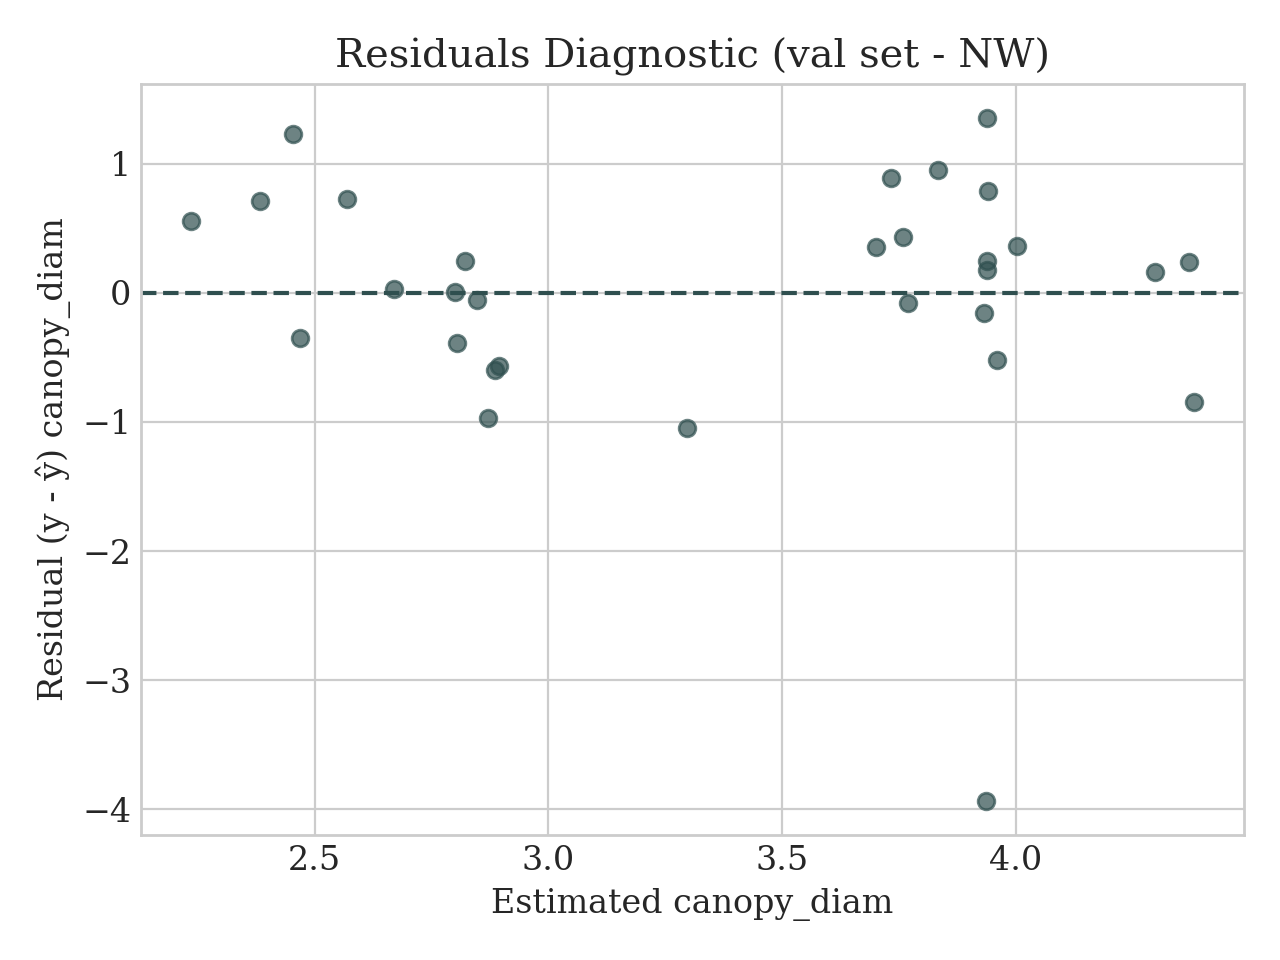 Residuals Diagnostic (val set - NW)
Residual (y - ŷ) canopy_diam
1
0
−1
−2
−3
−4
2.5 3.0 3.5 4.0
Estimated canopy_diam